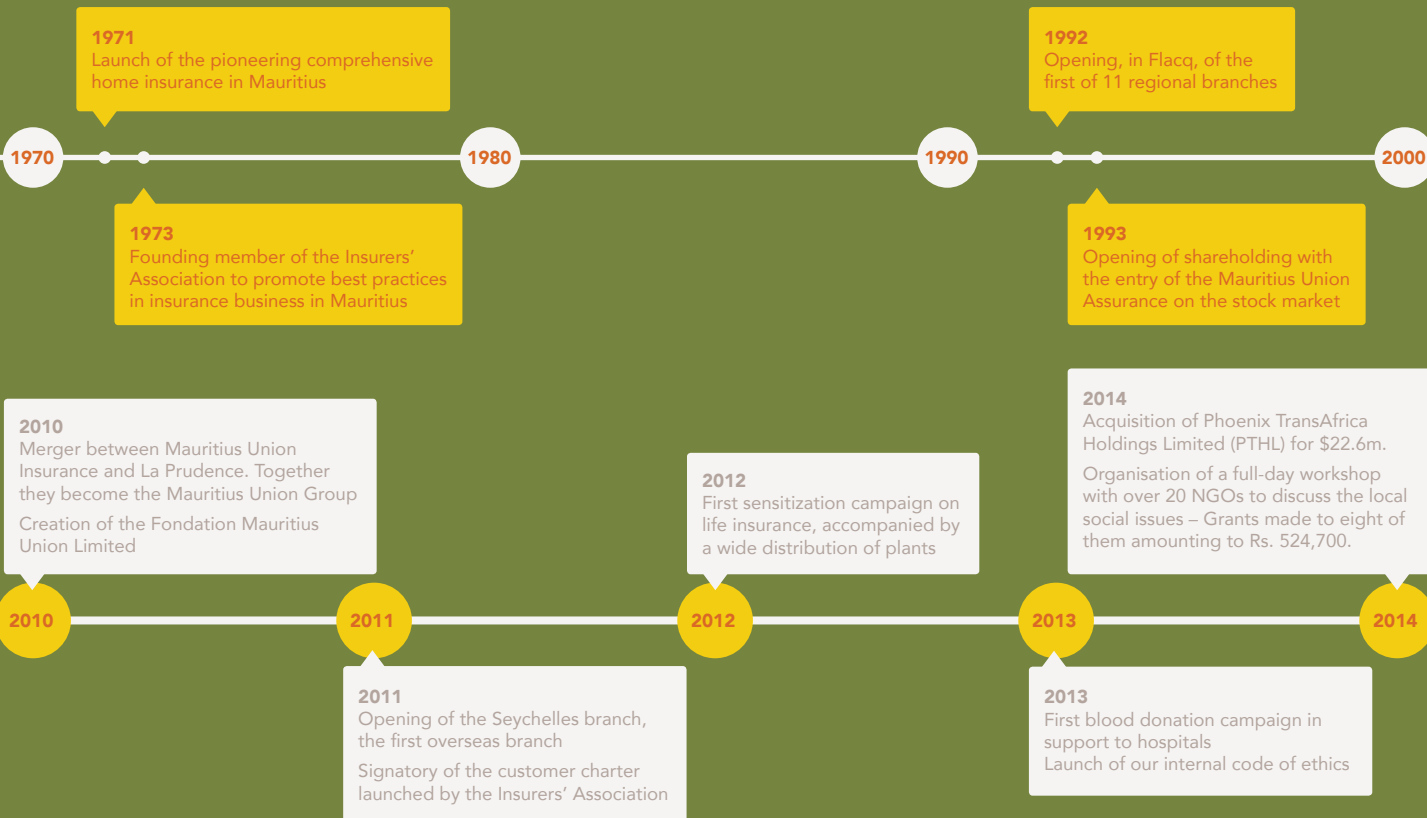 1971
Launch of the pioneering comprehensive
home insurance in Mauritius
1992
Opening, in Flacq, of the
first of 11 regional branches
1970
1980
1990
2000
1973
Founding member of the Insurers'
Association to promote best practices
in insurance business in Mauritius
1993
Opening of shareholding with
the entry of the Mauritius Union
Assurance on the stock market
2010
Merger between Mauritius Union
Insurance and La Prudence. Together
they become the Mauritius Union Group
Creation of the Fondation Mauritius
Union Limited
2012
First sensitization campaign on
life insurance, accompanied by
a wide distribution of plants
2014
Acquisition of Phoenix TransAfrica
Holdings Limited (PTHL) for $22.6m.
Organisation of a full-day workshop
with over 20 NGOs to discuss the local
social issues – Grants made to eight of
them amounting to Rs. 524,700.
2010
2011
2012
2013
2014
2011
Opening of the Seychelles branch,
the first overseas branch
Signatory of the customer charter
launched by the Insurers' Association
2013
First blood donation campaign in
support to hospitals
Launch of our internal code of ethics